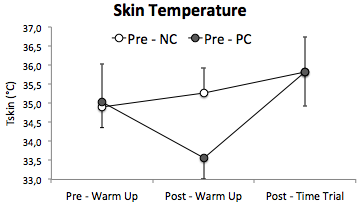 Skin Temperature
Pre - NC Pre - PC
Tskin (°C)
37,0
36,5
36,0
35,5
35,0
34,5
34,0
33,5
33,0
Pre - Warm Up Post - Warm Up Post - Time Trial